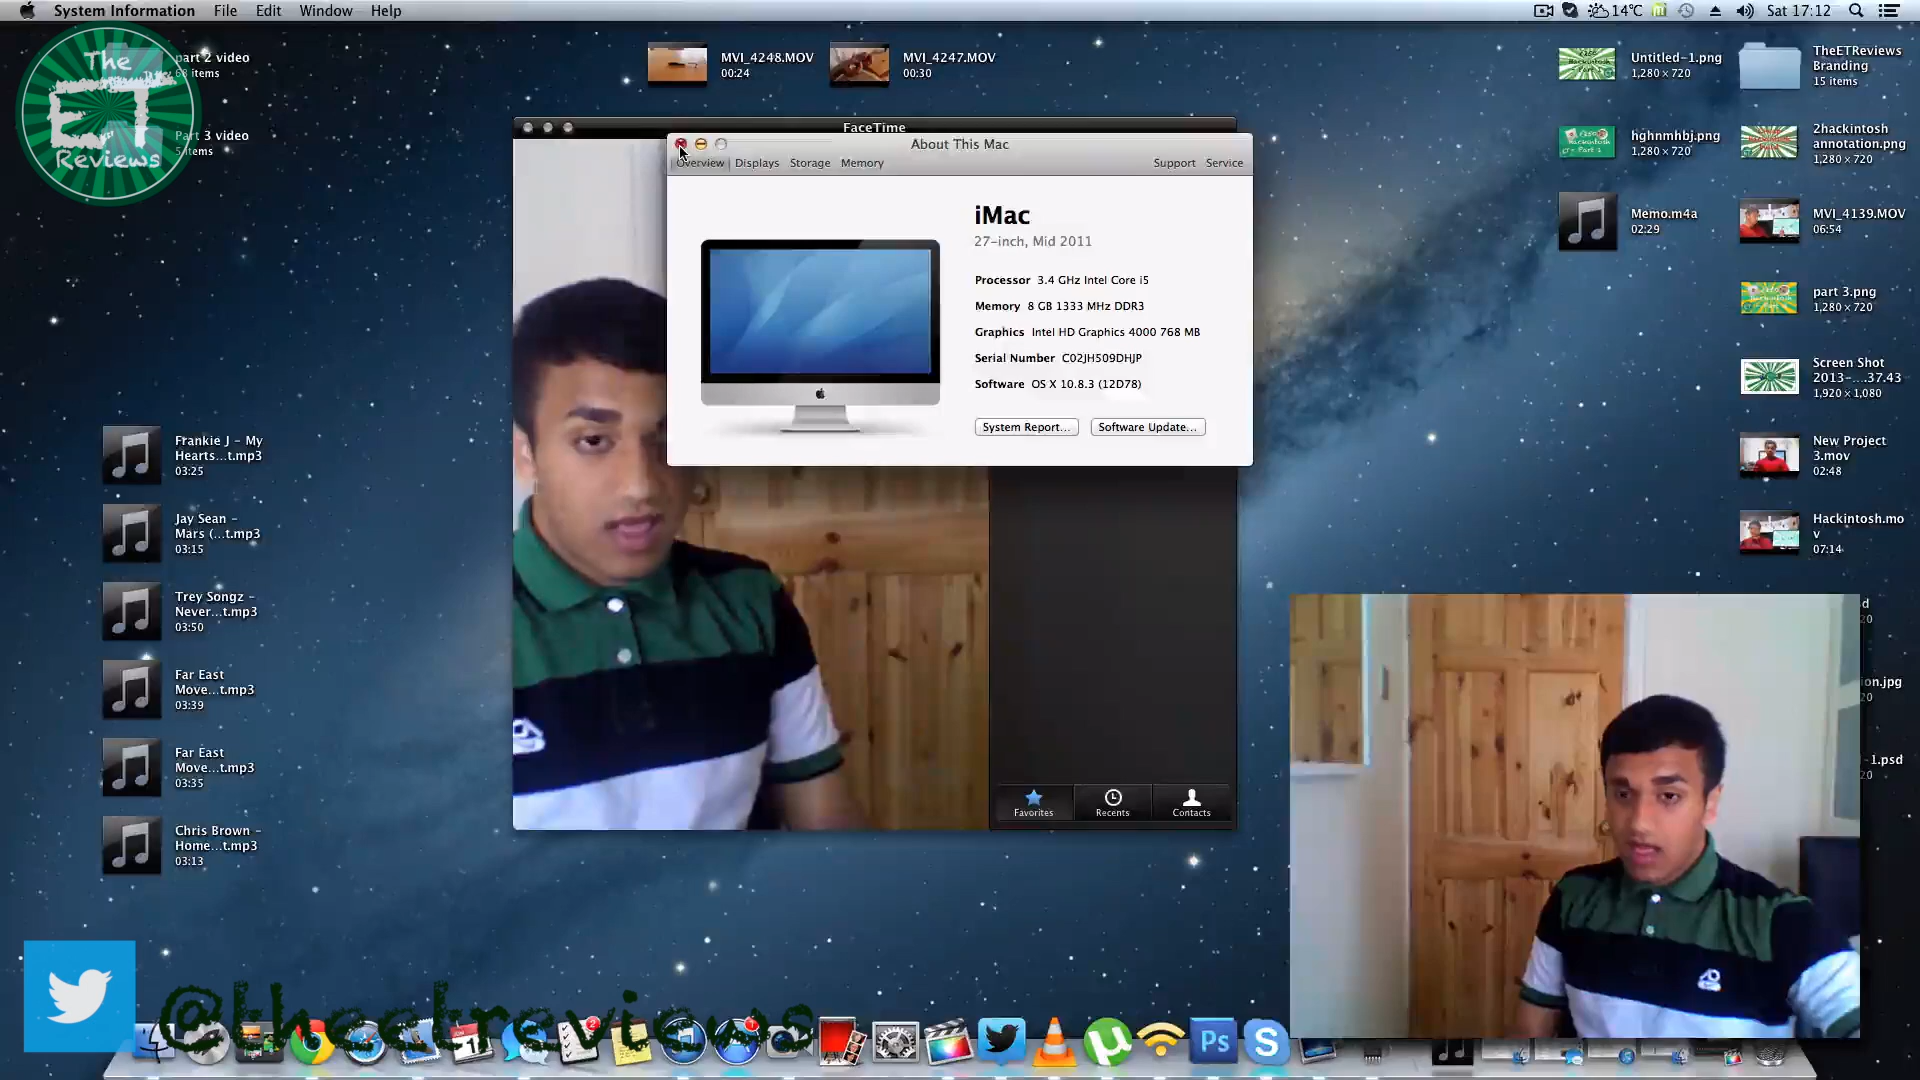 System Information File Edit Window Help
14°C Sat 17:12
The
ET
Reviews
part 2 video
68 items
Part 3 video
5 items
MVI_4248.MOV
00:24
MVI_4247.MOV
00:30
Untitled-1.png
1,280 × 720
TheETReviews
Branding
15 items
hghnmhbj.png
1,280 × 720
2hackintosh
annotation.png
1,280 × 720
Memo.m4a
02:29
MVI_4139.MOV
06:54
part 3.png
1,280 × 720
Screen Shot
2013-...37.43
1,920 × 1,080
New Project
3.mov
02:48
Hackintosh.mo
v
07:14
FaceTime
About This Mac
Overview Displays Storage Memory Support Service
iMac
27-inch, Mid 2011
Processor 3.4 GHz Intel Core i5
Memory 8 GB 1333 MHz DDR3
Graphics Intel HD Graphics 4000 768 MB
Serial Number C02JH509DHJP
Software OS X 10.8.3 (12D78)
System Report... Software Update...
Frankie J - My
Hearts...t.mp3
03:25
Jay Sean -
Mars (...t.mp3
03:15
Trey Songz -
Never...t.mp3
03:50
Far East
Move...t.mp3
03:39
Far East
Move...t.mp3
03:35
Chris Brown -
Home...t.mp3
03:13
Favorites Recents Contacts
@theetreviews
Ps